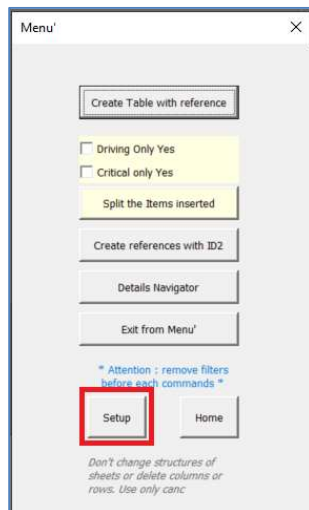 Menu'
Create Table with reference
Driving Only Yes
Critical only Yes
Split the Items inserted
Create references with ID2
Details Navigator
Exit from Menu'
* Attention : remove filters
before each commands *
Setup
Home
Don't change structures of
sheets or delete columns or
rows. Use only canc